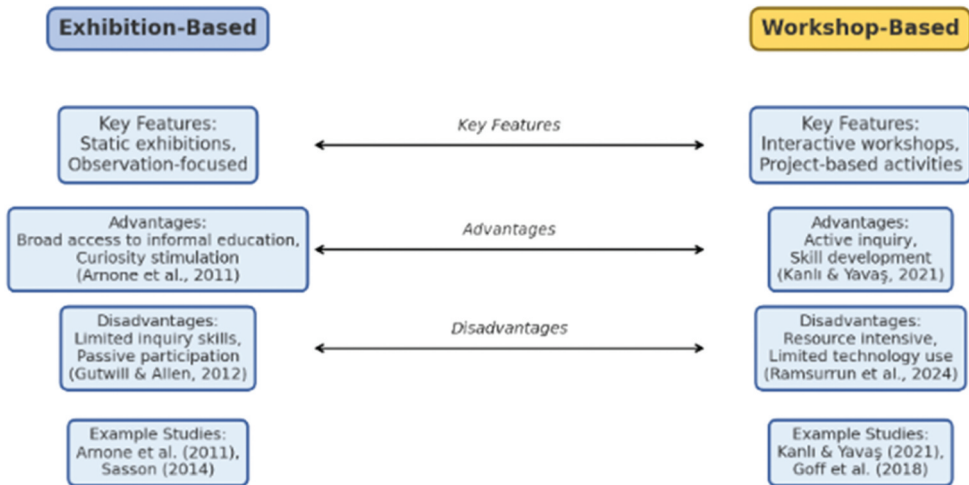 Exhibition-Based
Workshop-Based
Key Features:
Static exhibitions,
Observation-focused
Key Features
Key Features:
Interactive workshops,
Project-based activities
Advantages:
Broad access to informal education,
Curiosity stimulation
(Arnone et al., 2011)
Advantages
Advantages:
Active inquiry,
Skill development
(Kanlı & Yavaş, 2021)
Disadvantages:
Limited inquiry skills,
Passive participation
(Gutwill & Allen, 2012)
Disadvantages
Disadvantages:
Resource intensive,
Limited technology use
(Ramsurrun et al., 2024)
Example Studies:
Arnone et al. (2011),
Sasson (2014)
Example Studies:
Kanlı & Yavaş (2021),
Goff et al. (2018)